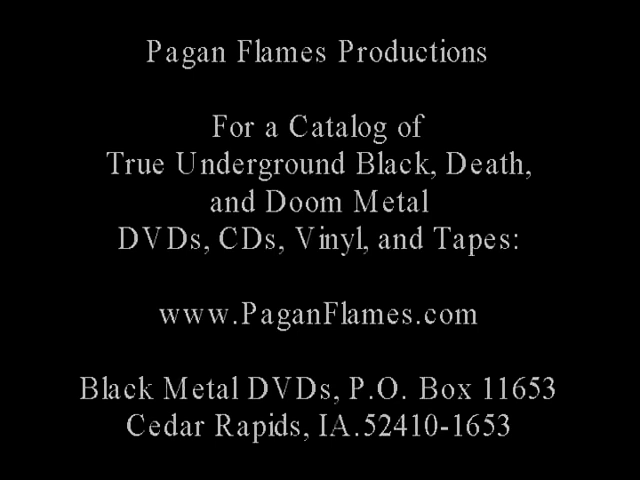 Pagan Flames Productions
For a Catalog of
True Underground Black, Death,
and Doom Metal
DVDs, CDs, Vinyl, and Tapes:
www.PaganFlames.com
Black Metal DVDs, P.O. Box 11653
Cedar Rapids, IA.52410-1653